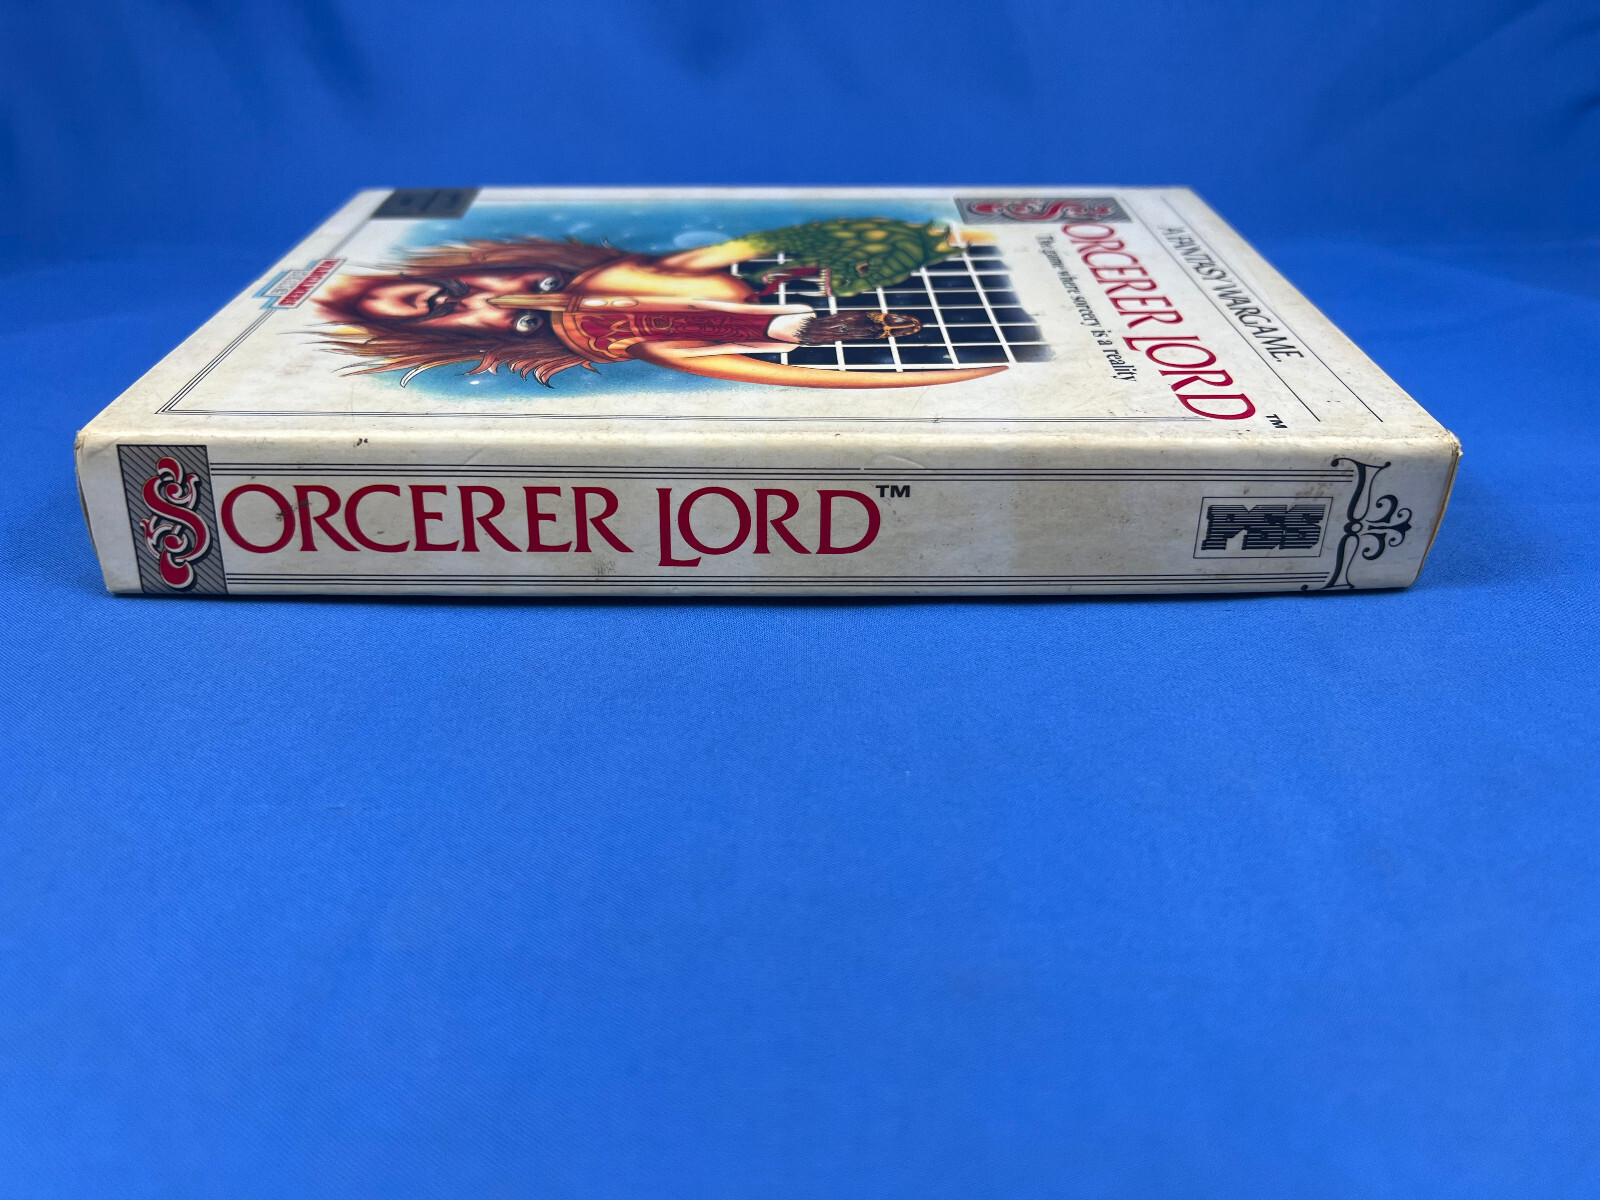 A FANTASY WARGAME
SORCERER LORD™
The game where sorcery is a reality
SORCERER LORD™
PSS